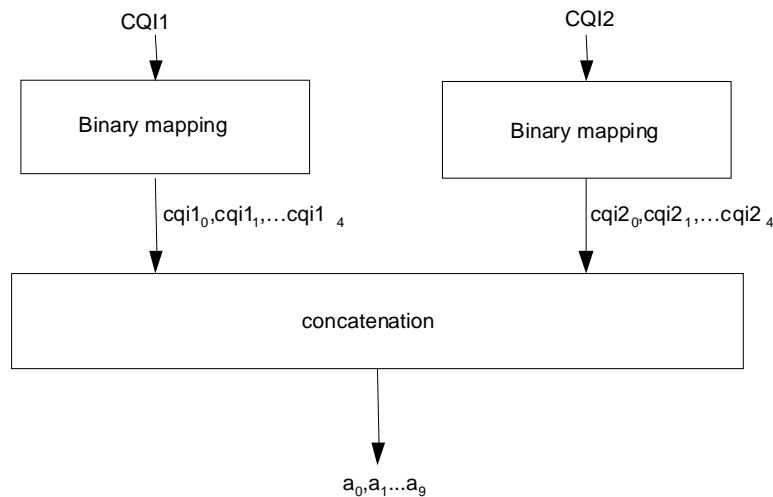 CQI1
CQI2
Binary mapping
Binary mapping
cqi1₀,cqi1₁,…cqi1 ₄
cqi2₀,cqi2₁,…cqi2 ₄
concatenation
a₀,a₁...a₉